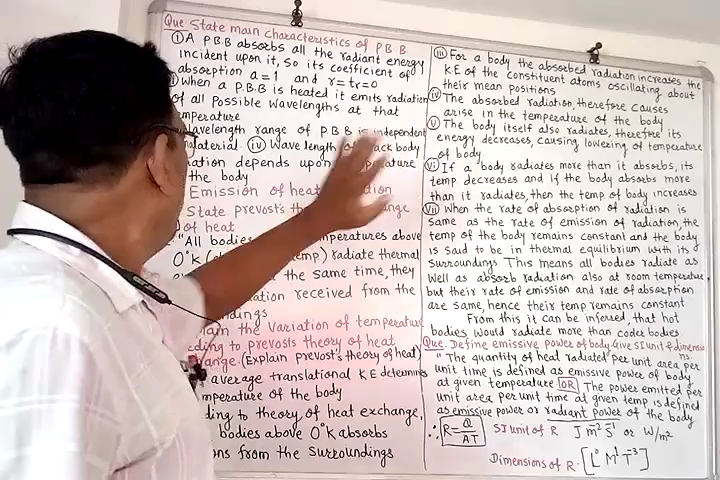 Que. State main characteristics of P B B
① A P.B.B absorbs all the radiant energy
incident upon it, so its coefficient of
absorption a=1 and r=tr=0
When a P.B.B is heated it emits radiation
of all Possible wavelengths at that
mperature
wavelength range of P B B is independent
material. ⓘⓥ Wave length of black body
ation depends upon temperature
the body
Emission of heat
State prevost's the
of heat
"All bodies temperatures above
0°K radiate thermal
the same time, they
ation received from the
ndings
the Variation of temperature
ding to prevosts theory of heat
ange. (Explain prevost's theory of heat)
average translational K E determines
mperature of the body
ding to theory of heat exchange,
bodies above 0°K absorbs
ons from the Surroundings
ⓘⓘⓘ For a body the absorbed radiation increases the
KE of the constituent atoms oscillating about
their mean positions
ⓘⓥ The absorbed radiation, therefore causes
arise in the temperature of the body
ⓥ The body itself also radiates, therefore its
energy decreases, causing lowezing of temperature
of body
ⓥⓘ If a body radiates more than it absorbs, its
temp decreases and if the body absorbs more
than it radiates, then the temp of body increases
ⓥⓘⓘ When the rate of absorption of radiation is
same as the rate of emission of radiation, the
temp of the body remains constant and the body
is said to be in thermal equilibrium with its
Surroundings This means all bodies radiate as
Well as absorb radiation also at room temperature
but their rate of emission and rate of absorption
are same, hence their temp remains constant
From this it can be inferred, that hot
bodies would radiate more than cooler bodies
Que. Define emissive power of body Give SI unit & dimensio
ns.
"The quantity of heat radiated per unit area per
unit time is defined as emissive power of body
at given temperature OR The power emitted per
unit area per unit time at given temp is defined
as emissive power or radiant power of the body
∴ R = Q/AT SI unit of R J m⁻² S⁻¹ or W/m²
Dimensions of R. [L⁰ M¹ T⁻³]